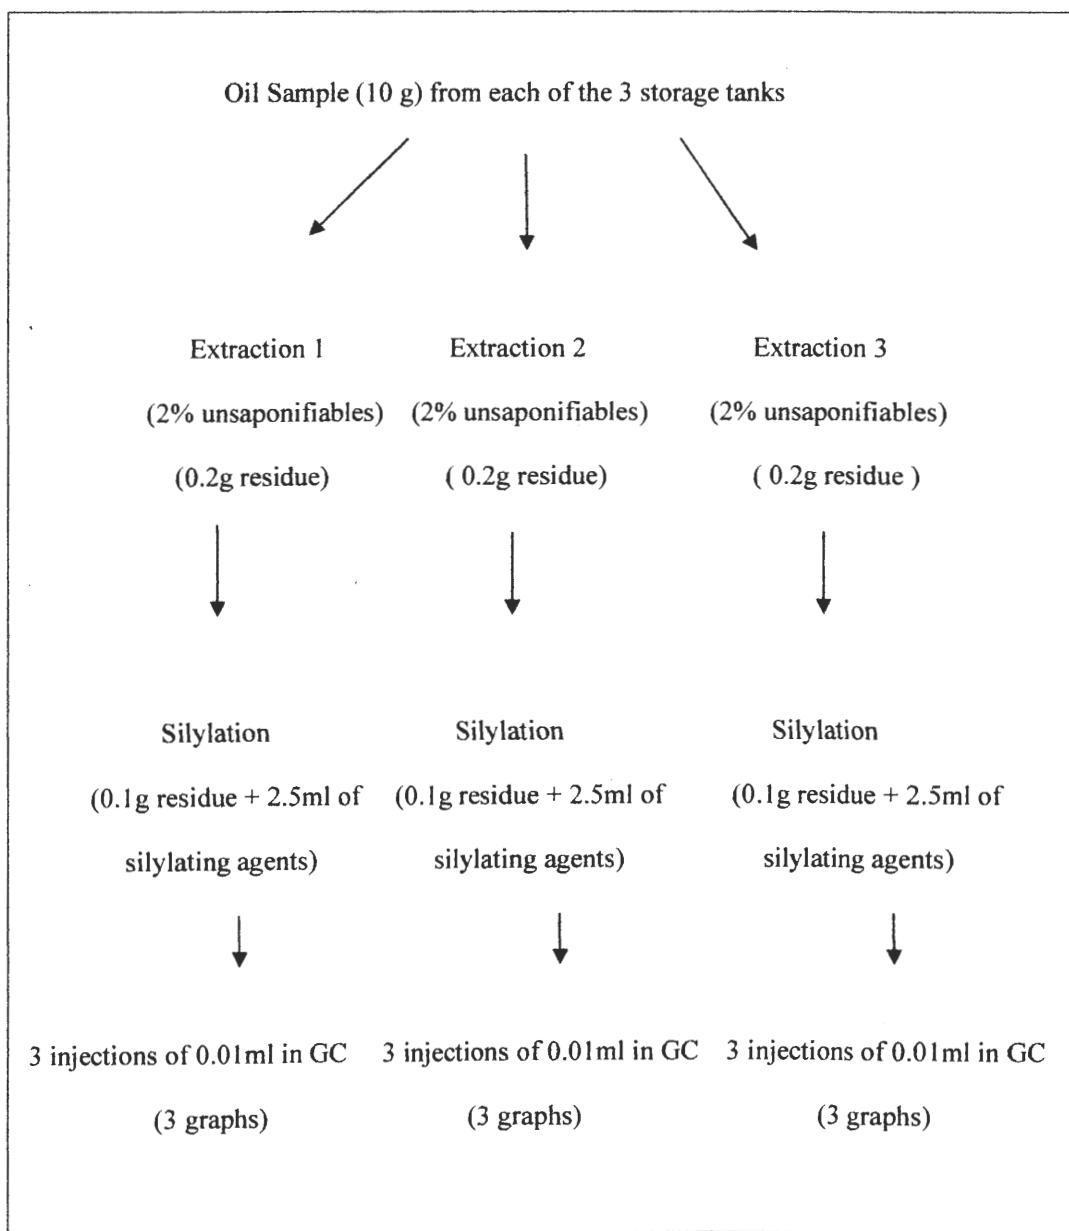 Oil Sample (10 g) from each of the 3 storage tanks
Extraction 1
(2% unsaponifiables)
(0.2g residue)
Extraction 2
(2% unsaponifiables)
( 0.2g residue)
Extraction 3
(2% unsaponifiables)
( 0.2g residue )
Silylation
(0.1g residue + 2.5ml of
silylating agents)
Silylation
(0.1g residue + 2.5ml of
silylating agents)
Silylation
(0.1g residue + 2.5ml of
silylating agents)
3 injections of 0.01ml in GC
(3 graphs)
3 injections of 0.01ml in GC
(3 graphs)
3 injections of 0.01ml in GC
(3 graphs)